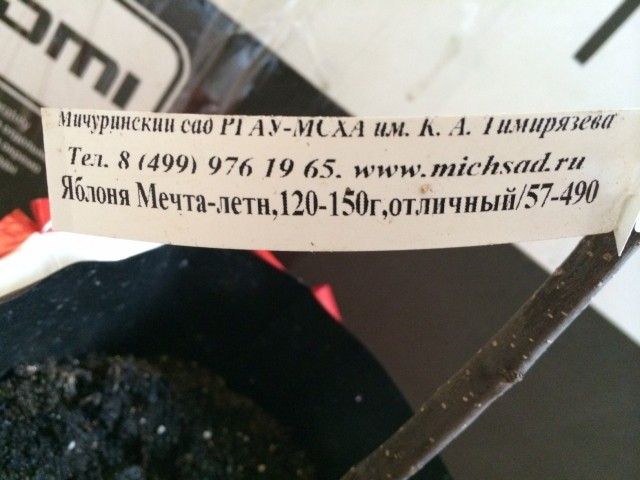 омі
Мичуринский сад РГАУ-МСХА им. К. А. Тимирязева
Тел. 8 (499) 976 19 65. www.michsad.ru
Яблоня Мечта-летн,120-150г,отличный/57-490